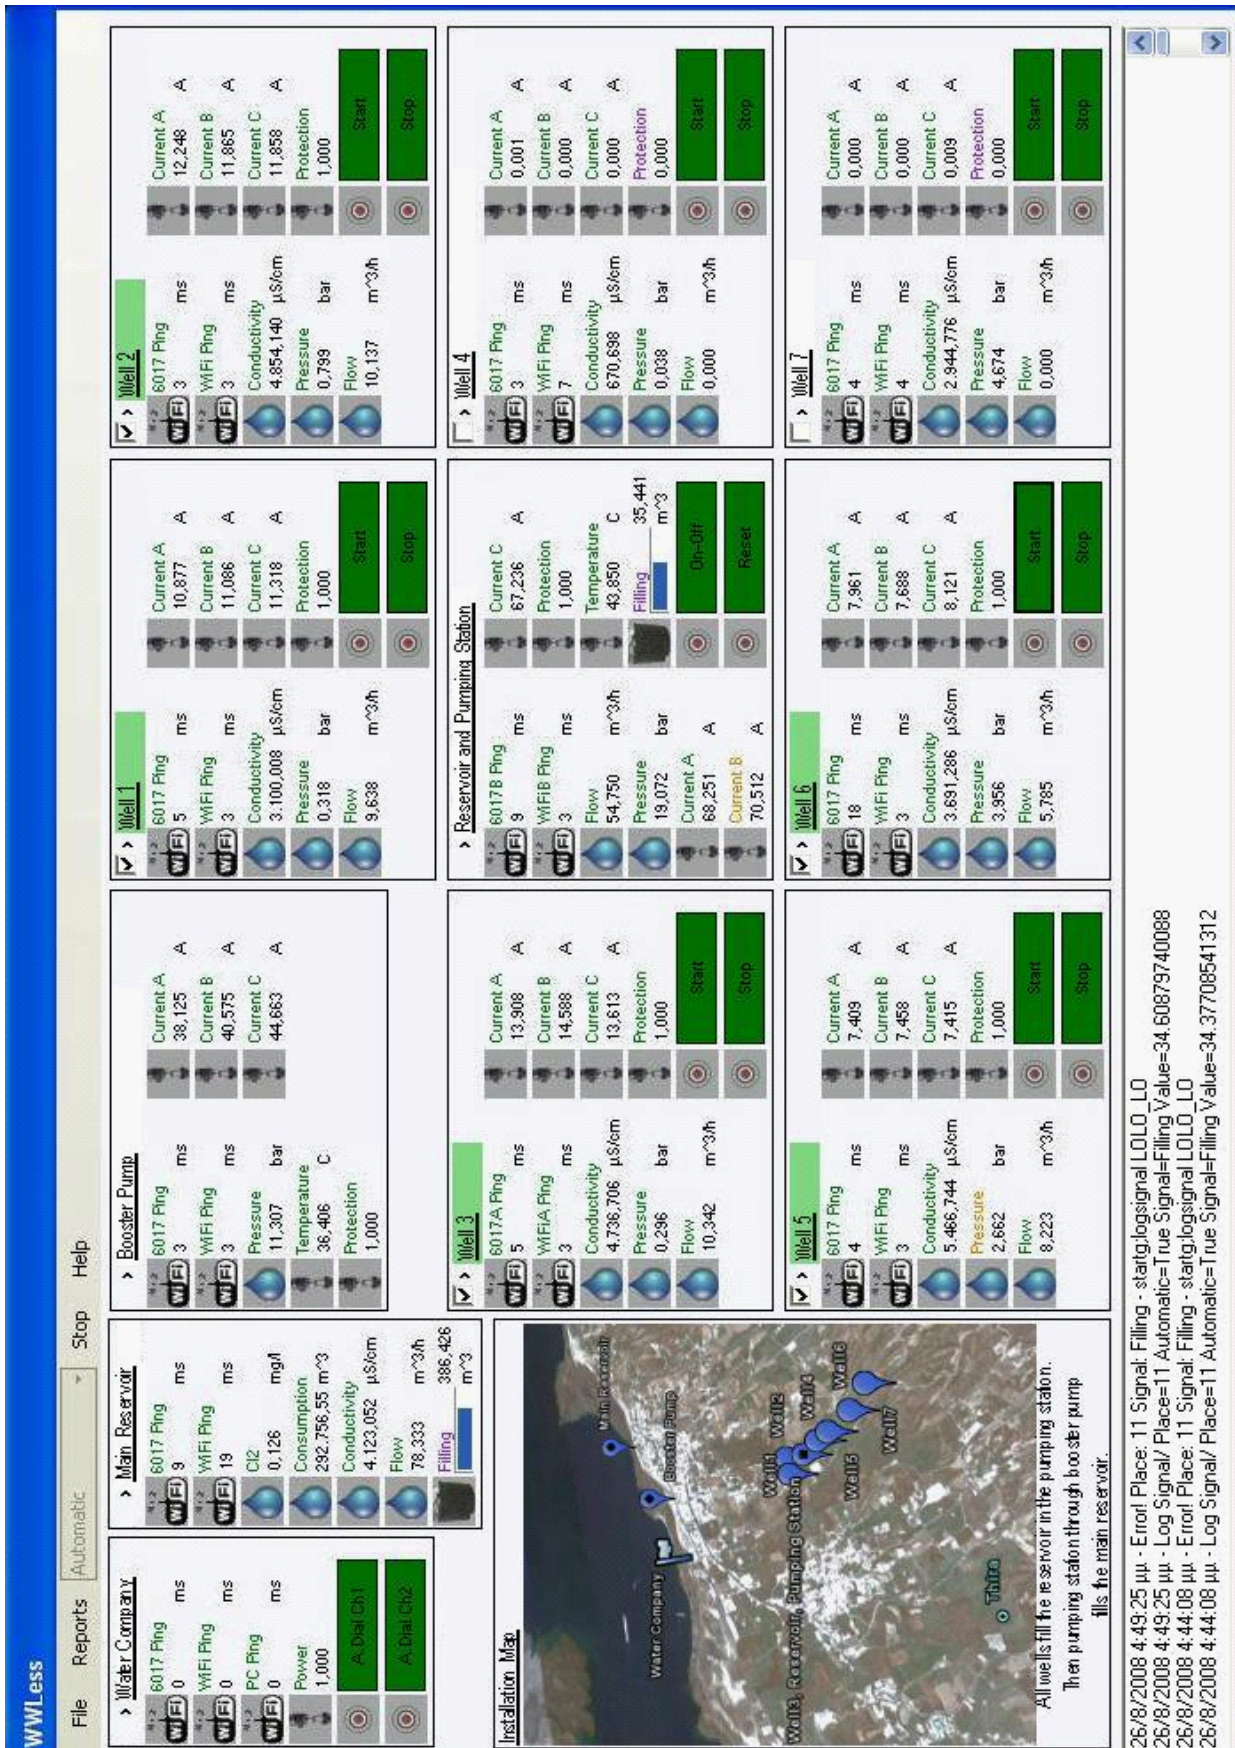 WWLess
File Reports Automatic Stop Help
> Water Company
6017 Ping
0 ms
WiFi Ping
0 ms
PC Ping
0 ms
Power
1,000
A.Dial Ch1
A.Dial Ch2
> Main Reservoir
6017 Ping
9 ms
WiFi Ping
19 ms
Cl2
0,126 mg/l
Consumption
292.756,55 m^3
Conductivity
4.123,052 µS/cm
Flow
78,333 m^3/h
Filling 386,426
m^3
> Booster Pump
6017 Ping
3 ms
WiFi Ping
3 ms
Pressure
11,307 bar
Temperature
36,406 C
Protection
1,000
Current A
38,125 A
Current B
40,575 A
Current C
44,663 A
> Well 1
6017 Ping
5 ms
WiFi Ping
3 ms
Conductivity
3.100,008 µS/cm
Pressure
0,318 bar
Flow
9,638 m^3/h
Current A
10,877 A
Current B
11,086 A
Current C
11,318 A
Protection
1,000
Start
Stop
> Well 2
6017 Ping
3 ms
WiFi Ping
3 ms
Conductivity
4.854,140 µS/cm
Pressure
0,799 bar
Flow
10,137 m^3/h
Current A
12,248 A
Current B
11,865 A
Current C
11,858 A
Protection
1,000
Start
Stop
Installation Map
Main Reservoir
Booster Pump
Water Company
Well1
Well2
Well4
Well6
Well3, Reservoir, Pumping Station
Well5
Well7
Thira
All wells fill the reservoir in the pumping station.
Then pumping station through booster pump
fills the main reservoir.
> Well 3
6017A Ping
5 ms
WiFiA Ping
3 ms
Conductivity
4.736,706 µS/cm
Pressure
0,296 bar
Flow
10,342 m^3/h
Current A
13,908 A
Current B
14,588 A
Current C
13,613 A
Protection
1,000
Start
Stop
> Reservoir and Pumping Station
6017B Ping
9 ms
WiFiB Ping
3 ms
Flow
54,750 m^3/h
Pressure
19,072 bar
Current A
68,251 A
Current B
70,512 A
Current C
67,236 A
Protection
1,000
Temperature
43,850 C
Filling 35,441
m^3
On-Off
Reset
> Well 4
6017 Ping
3 ms
WiFi Ping
7 ms
Conductivity
670,698 µS/cm
Pressure
0,038 bar
Flow
0,000 m^3/h
Current A
0,001 A
Current B
0,000 A
Current C
0,000 A
Protection
0,000
Start
Stop
> Well 5
6017 Ping
4 ms
WiFi Ping
3 ms
Conductivity
5.466,744 µS/cm
Pressure
2,662 bar
Flow
8,223 m^3/h
Current A
7,409 A
Current B
7,458 A
Current C
7,415 A
Protection
1,000
Start
Stop
> Well 6
6017 Ping
18 ms
WiFi Ping
3 ms
Conductivity
3.691,286 µS/cm
Pressure
3,956 bar
Flow
5,785 m^3/h
Current A
7,961 A
Current B
7,688 A
Current C
8,121 A
Protection
1,000
Start
Stop
> Well 7
6017 Ping
4 ms
WiFi Ping
4 ms
Conductivity
2.944,776 µS/cm
Pressure
4,674 bar
Flow
0,000 m^3/h
Current A
0,000 A
Current B
0,000 A
Current C
0,009 A
Protection
0,000
Start
Stop
26/8/2008 4:49:25 μμ - Error! Place: 11 Signal: Filling - startg.logsignal LOLO_LO
26/8/2008 4:49:25 μμ - Log Signal/ Place=11 Automatic=True Signal=Filling Value=34.60879740088
26/8/2008 4:44:08 μμ - Error! Place: 11 Signal: Filling - startg.logsignal LOLO_LO
26/8/2008 4:44:08 μμ - Log Signal/ Place=11 Automatic=True Signal=Filling Value=34.37708541312